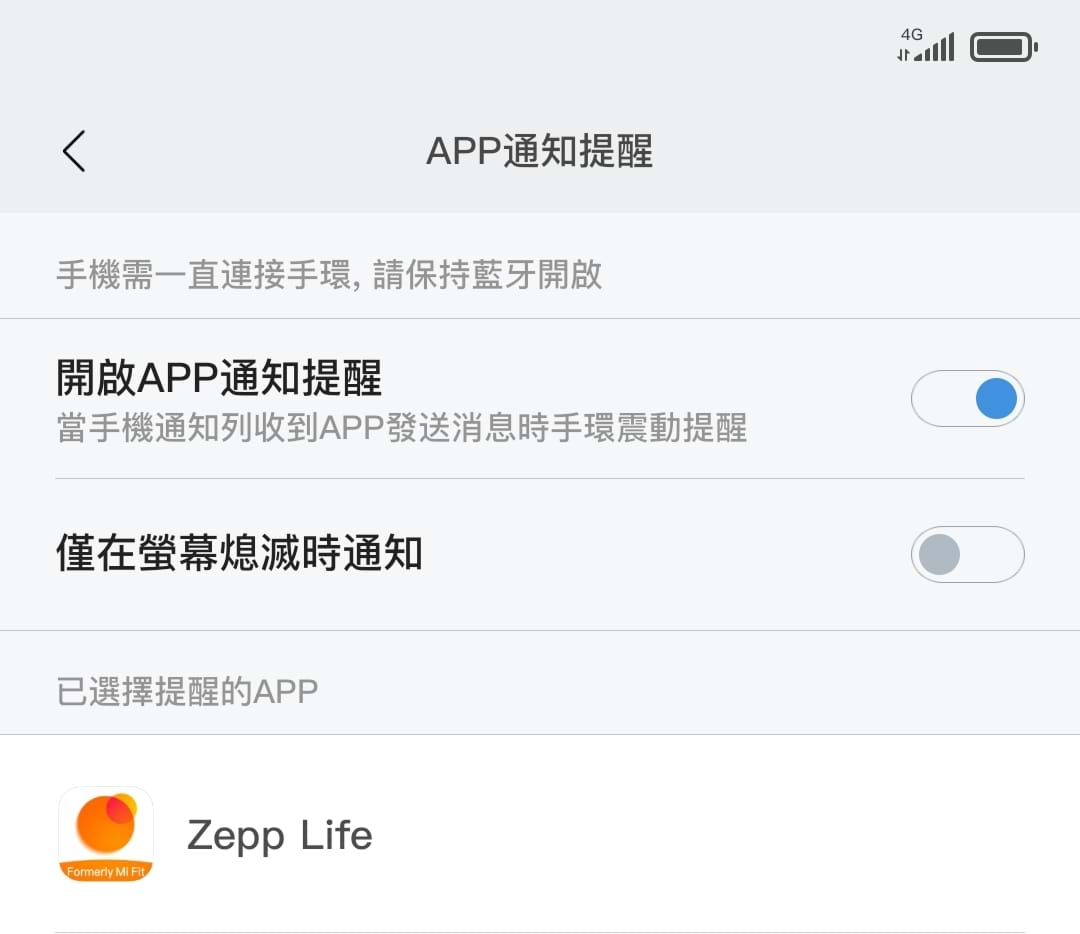 4G
APP通知提醒
手機需一直連接手環, 請保持藍牙開啟
開啟APP通知提醒
當手機通知列收到APP發送消息時手環震動提醒
僅在螢幕熄滅時通知
已選擇提醒的APP
Zepp Life
Formerly Mi Fit